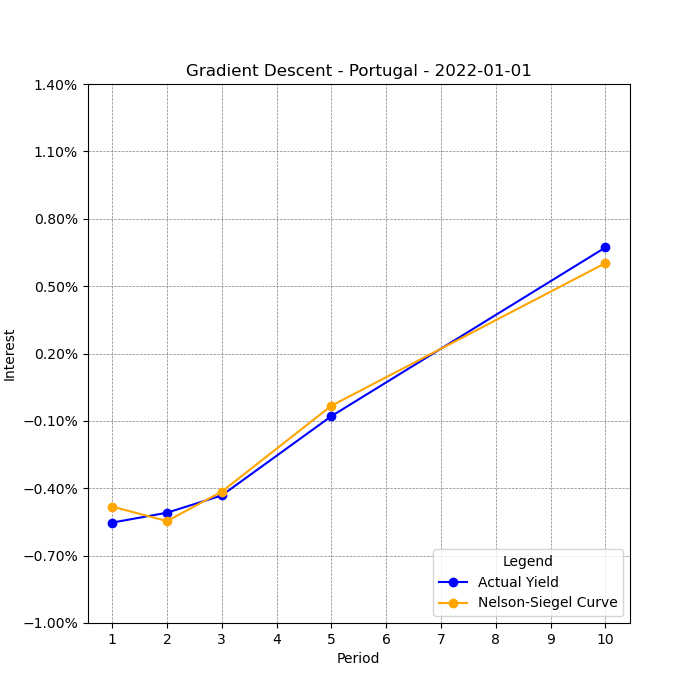 Gradient Descent - Portugal - 2022-01-01
1.40%
1.10%
0.80%
0.50%
0.20%
−0.10%
−0.40%
−0.70%
−1.00%
Interest
1 2 3 4 5 6 7 8 9 10
Period
Legend
Actual Yield
Nelson-Siegel Curve